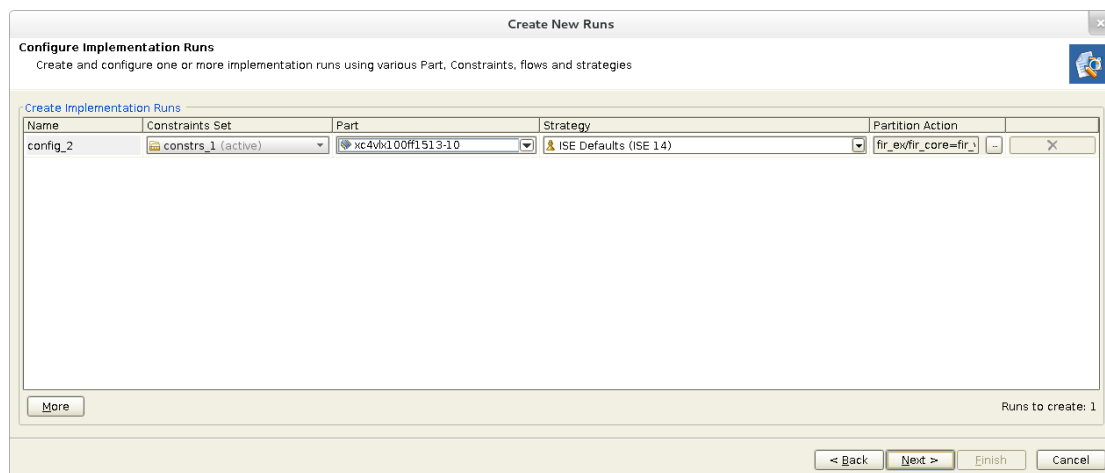 Create New Runs
Configure Implementation Runs
Create and configure one or more implementation runs using various Part, Constraints, flows and strategies
Create Implementation Runs
Name Constraints Set Part Strategy Partition Action
config_2 constrs_1 (active) xc4vlx100ff1513-10 ISE Defaults (ISE 14) fir_ex/fir_core=fir_ ...
More Runs to create: 1
< Back Next > Finish Cancel